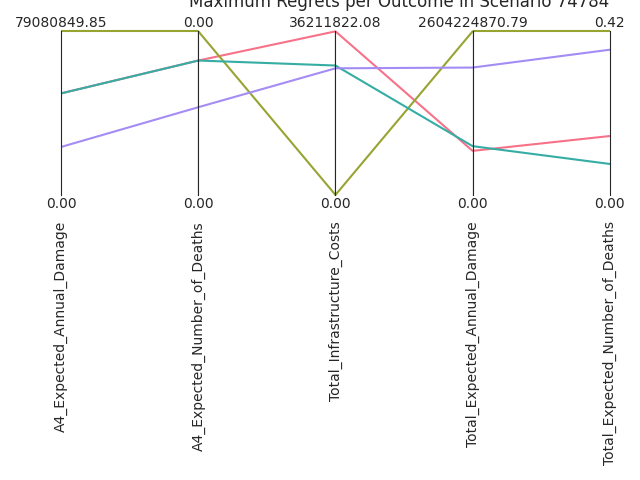 Maximum Regrets per Outcome in Scenario 74784
79080849.85 0.00 36211822.08 2604224870.79 0.42
0.00 0.00 0.00 0.00 0.00
A4_Expected_Annual_Damage
A4_Expected_Number_of_Deaths
Total_Infrastructure_Costs
Total_Expected_Annual_Damage
Total_Expected_Number_of_Deaths